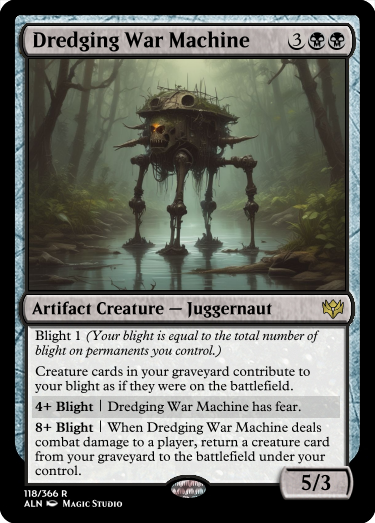 Dredging War Machine 3
Artifact Creature — Juggernaut
Blight 1 (Your blight is equal to the total number of
blight on permanents you control.)
Creature cards in your graveyard contribute to
your blight as if they were on the battlefield.
4+ Blight | Dredging War Machine has fear.
8+ Blight | When Dredging War Machine deals
combat damage to a player, return a creature card
from your graveyard to the battlefield under your
control.
5/3
118/366 R
ALN Magic Studio